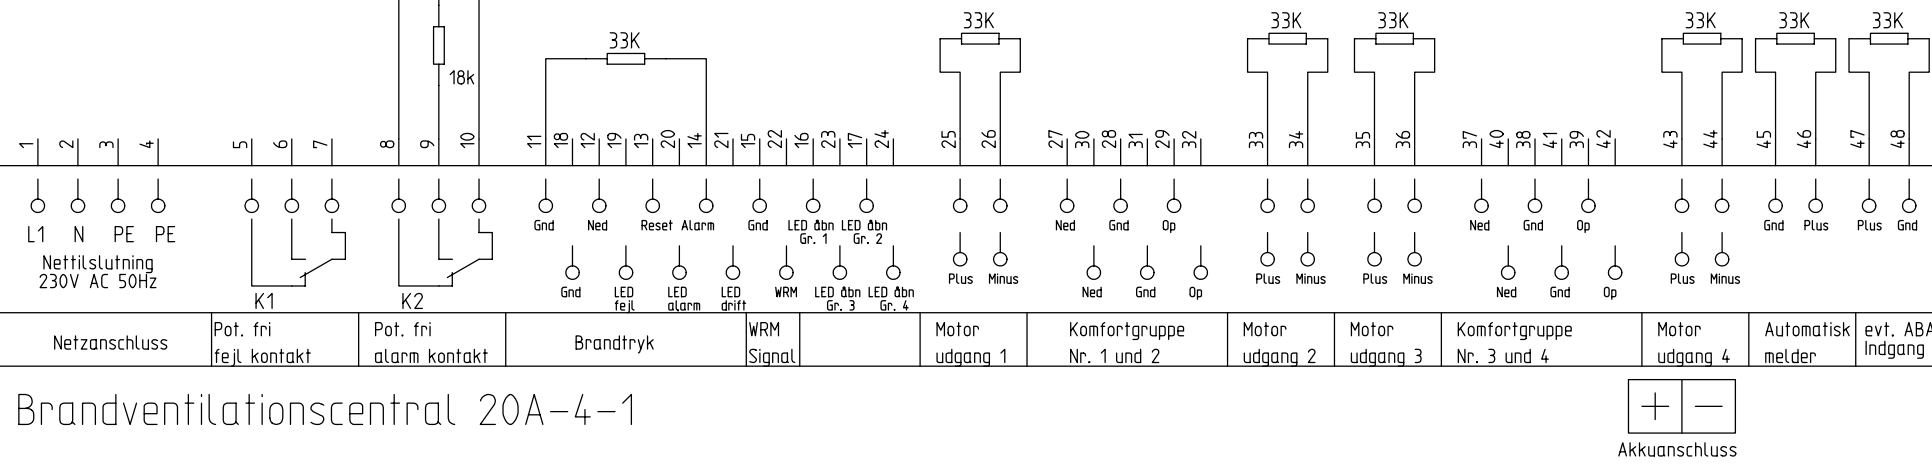 33K 33K 33K 33K 33K 33K
33K
18k
1 2 3 4 5 6 7 8 9 10 11 18 12 19 13 20 14 21 15 22 16 23 17 24 25 26 27 30 28 31 29 32 33 34 35 36 37 40 38 41 39 42 43 44 45 46 47 48
Gnd Ned Reset Alarm Gnd LED åbn LED åbn Ned Gnd Op Ned Gnd Op Gnd Plus Plus Gnd
L1 N PE PE Gr. 1 Gr. 2
Nettilslutning
230V AC 50Hz
Plus Minus Plus Minus Plus Minus Plus Minus
Gnd LED LED LED WRM LED åbn LED åbn Ned Gnd Op Ned Gnd Op
fejl alarm drift Gr. 3 Gr. 4
K1 K2
Netzanschluss
Pot. fri
fejl kontakt
Pot. fri
alarm kontakt
Brandtryk
WRM
Signal
Motor
udgang 1
Komfortgruppe
Nr. 1 und 2
Motor
udgang 2
Motor
udgang 3
Komfortgruppe
Nr. 3 und 4
Motor
udgang 4
Automatisk
melder
evt. ABA
Indgang
Brandventilationscentral 20A-4-1
+ −
Akkuanschluss